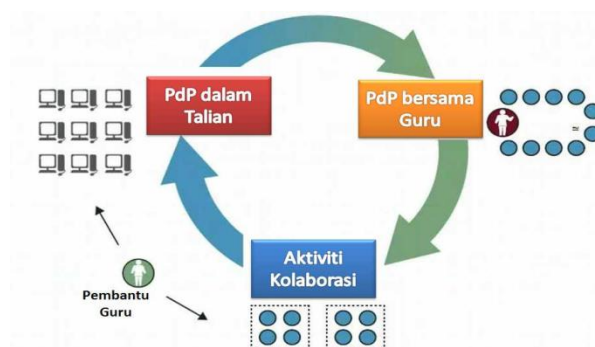 PdP dalam
Talian
PdP bersama
Guru
Aktiviti
Kolaborasi
Pembantu
Guru